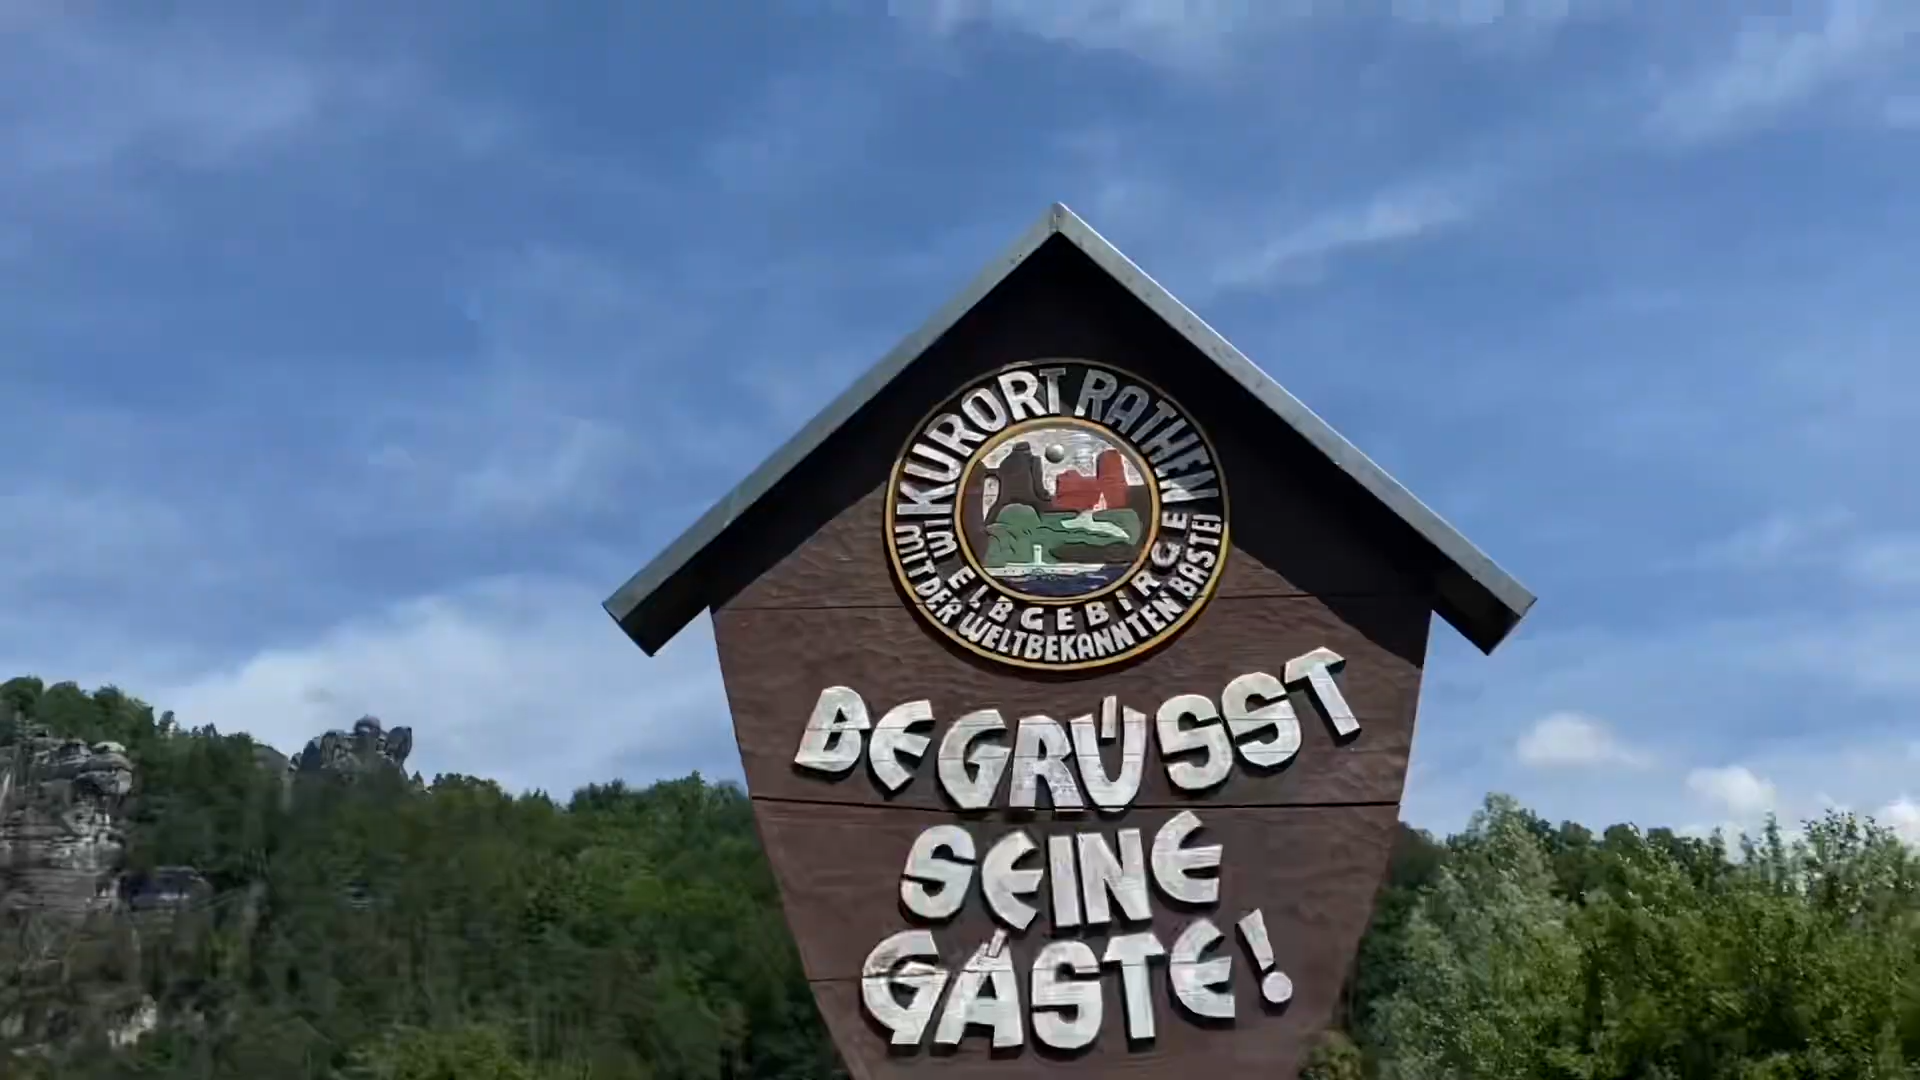 KURORT RATHEN
IM ELBGEBIRGE
MIT DER WELTBEKANNTEN BASTEI
BEGRÜSST
SEINE
GÄSTE!